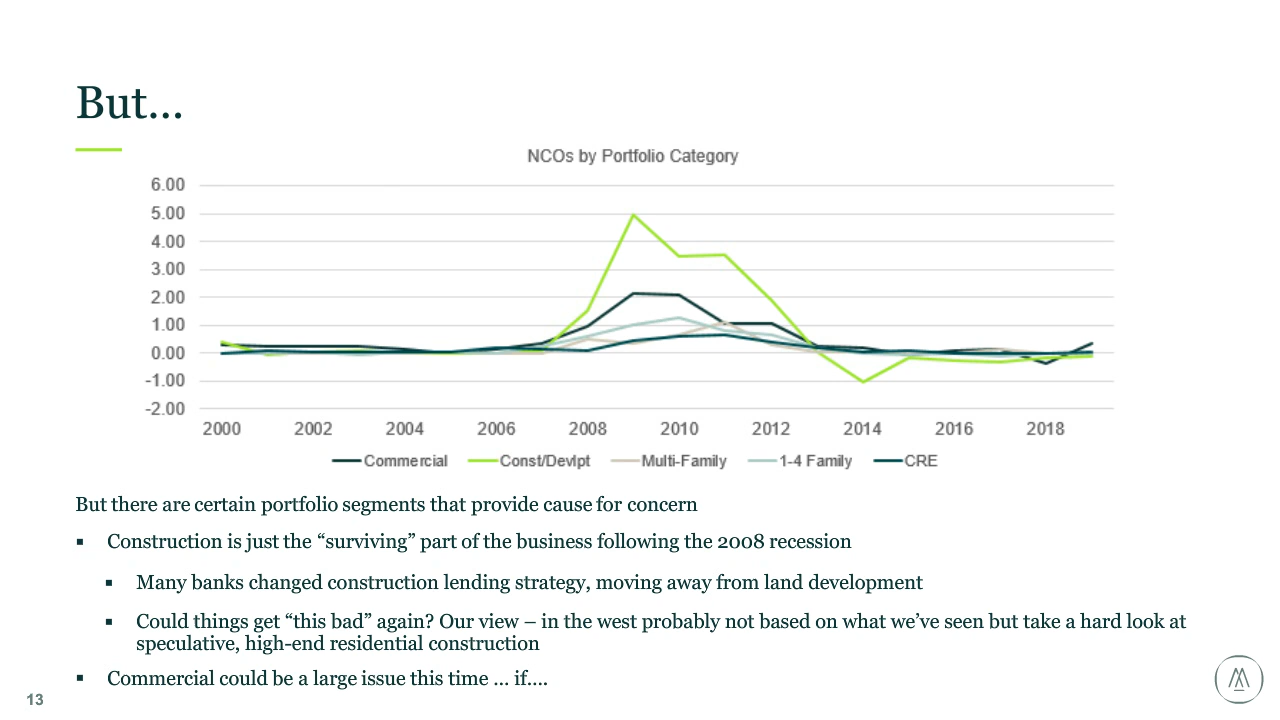 But…
NCOs by Portfolio Category
6.00
5.00
4.00
3.00
2.00
1.00
0.00
-1.00
-2.00
2000 2002 2004 2006 2008 2010 2012 2014 2016 2018
Commercial Const/Devlpt Multi-Family 1-4 Family CRE
But there are certain portfolio segments that provide cause for concern
▪ Construction is just the “surviving” part of the business following the 2008 recession
▪ Many banks changed construction lending strategy, moving away from land development
▪ Could things get “this bad” again? Our view – in the west probably not based on what we’ve seen but take a hard look at
speculative, high-end residential construction
▪ Commercial could be a large issue this time … if….
13